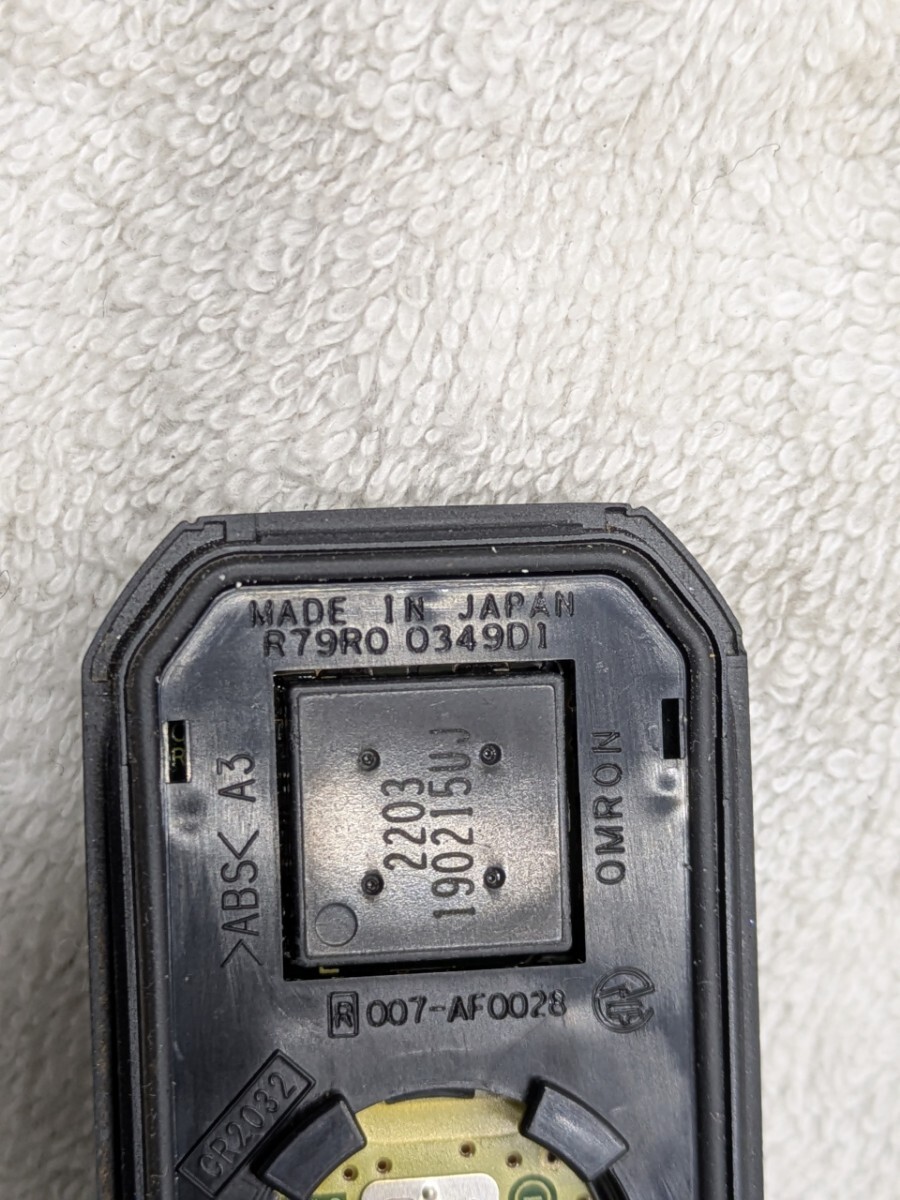 MADE IN JAPAN
R79R0 0349D1
>ABS< A3
2203
190215UJ
OMRON
R 007-AF0028
CR2032